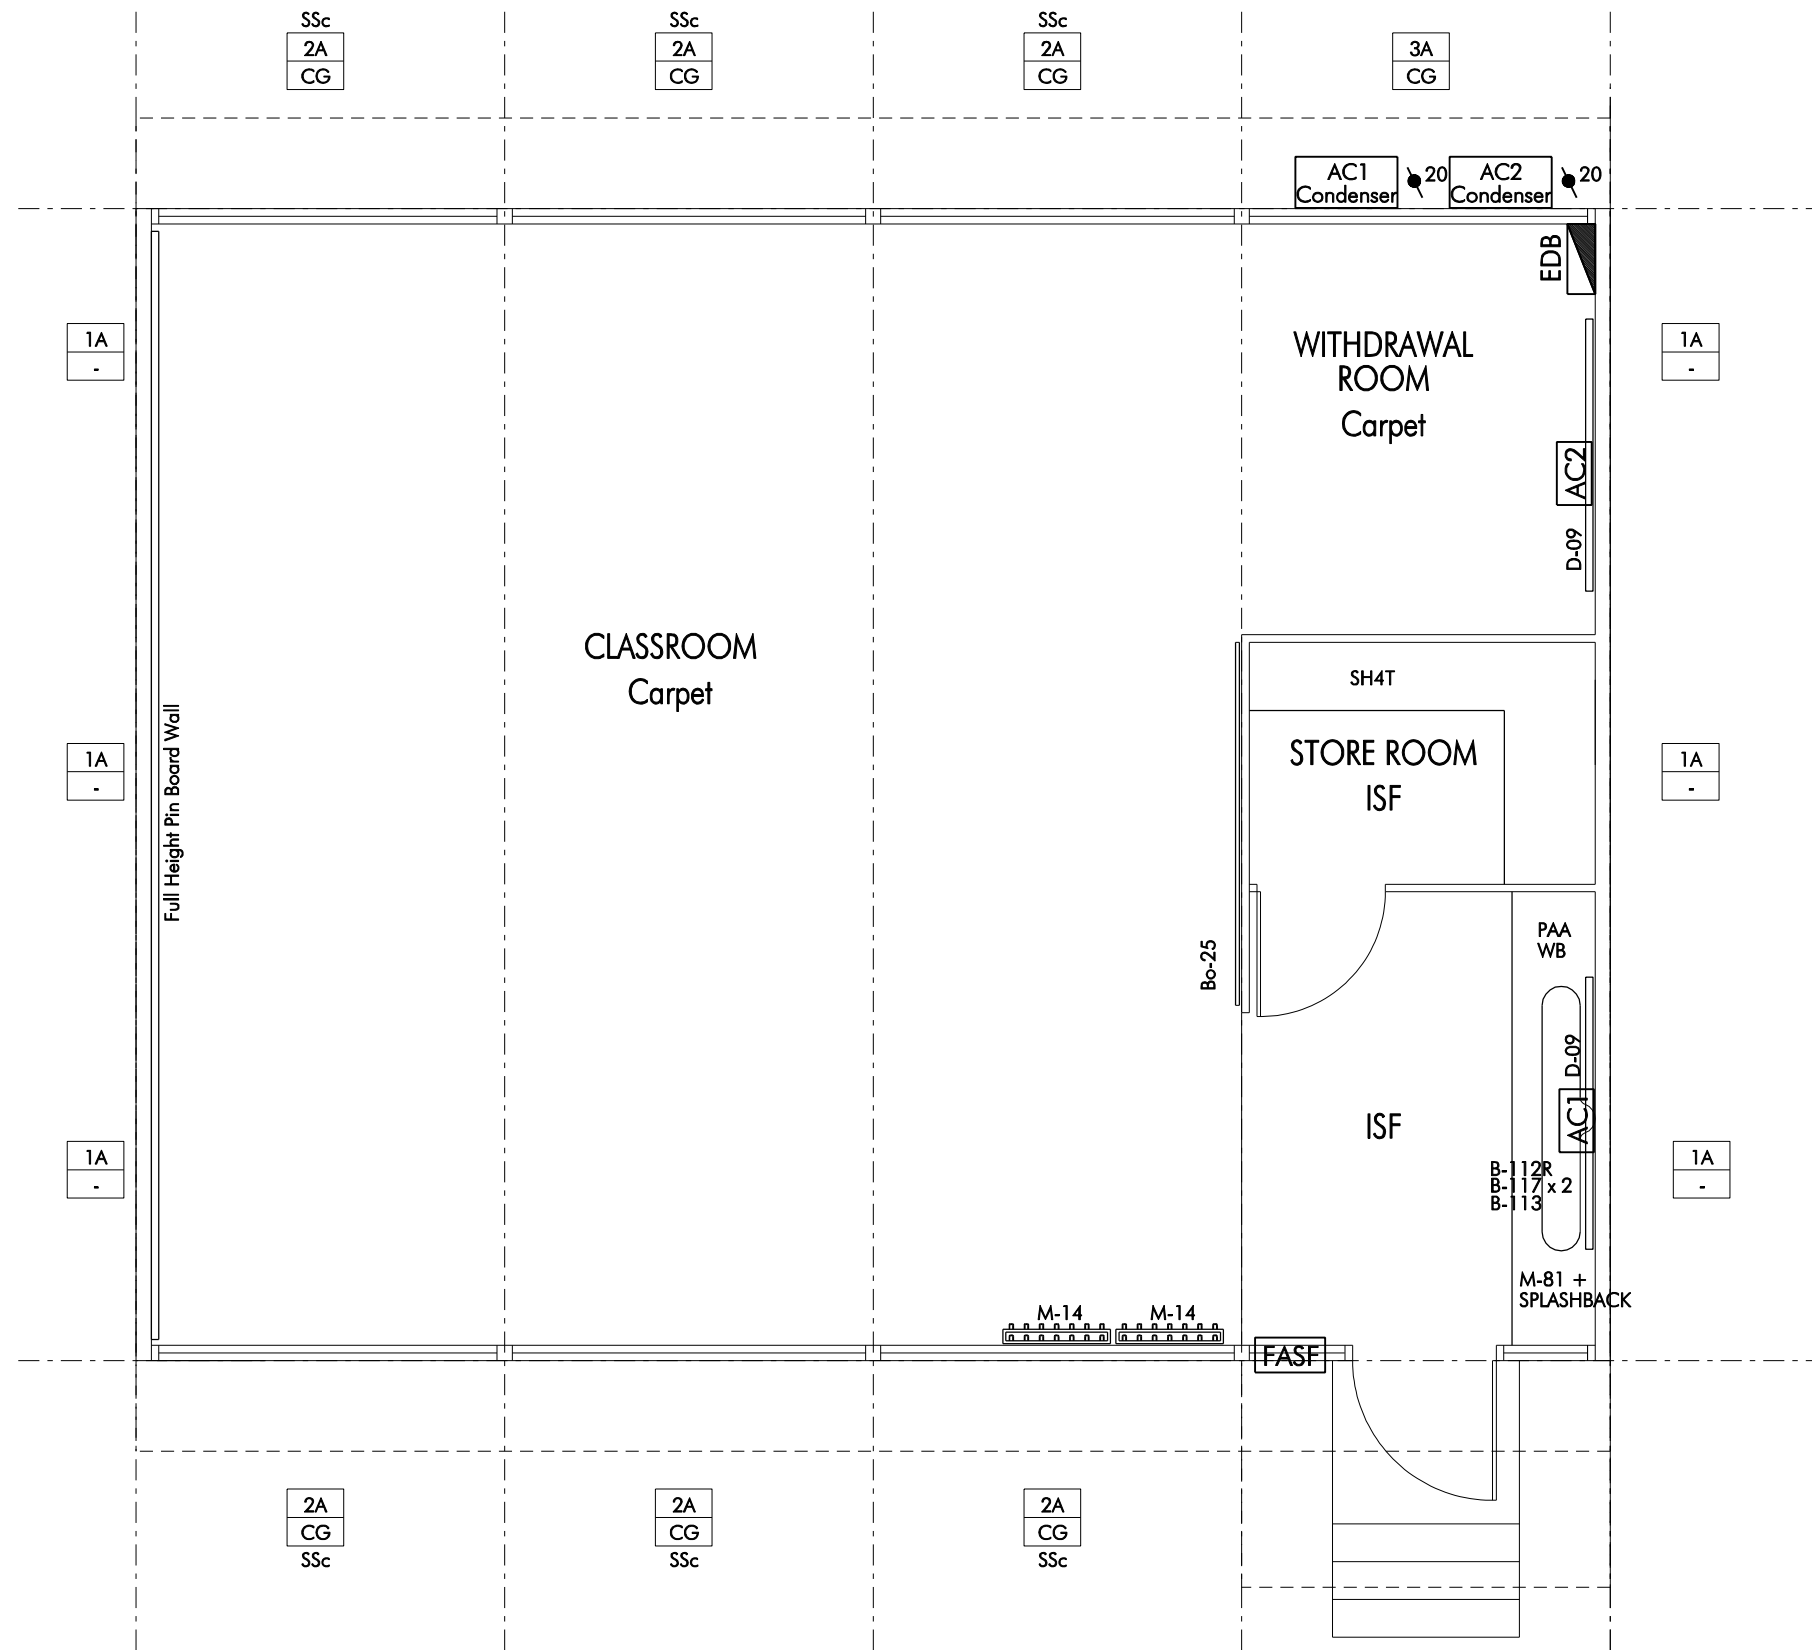 SSc
2A
CG
SSc
2A
CG
SSc
2A
CG
3A
CG
AC1
Condenser
20
AC2
Condenser
20
EDB
1A
-
WITHDRAWAL
ROOM
Carpet
1A
-
AC2
D-09
CLASSROOM
Carpet
SH4T
Full Height Pin Board Wall
1A
-
STORE ROOM
ISF
1A
-
Bo-25
PAA
WB
D-09
AC1
ISF
1A
-
B-112R
B-117 x 2
B-113
1A
-
M-81 +
SPLASHBACK
M-14
M-14
FASF
2A
CG
SSc
2A
CG
SSc
2A
CG
SSc